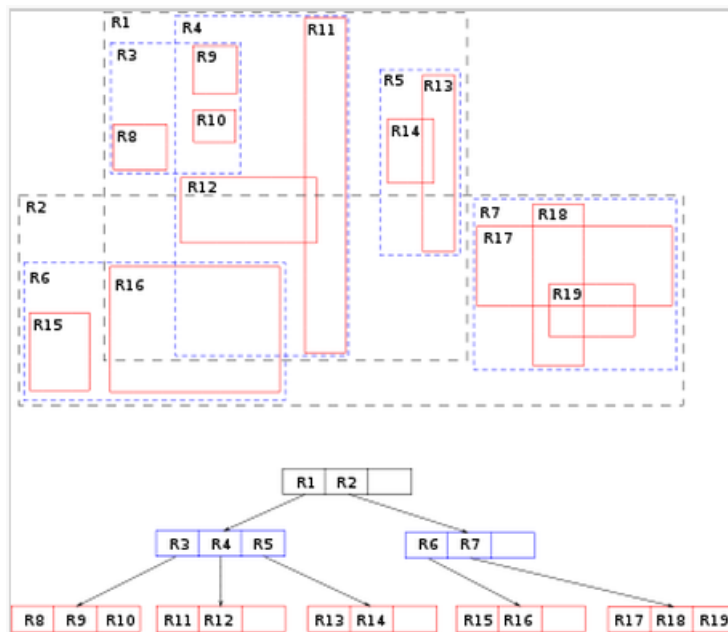 R1
R4
R11
R3
R9
R5
R13
R10
R14
R8
R12
R2
R7
R18
R17
R6
R16
R19
R15
R1 R2
R3 R4 R5
R6 R7
R8 R9 R10
R11 R12
R13 R14
R15 R16
R17 R18 R19